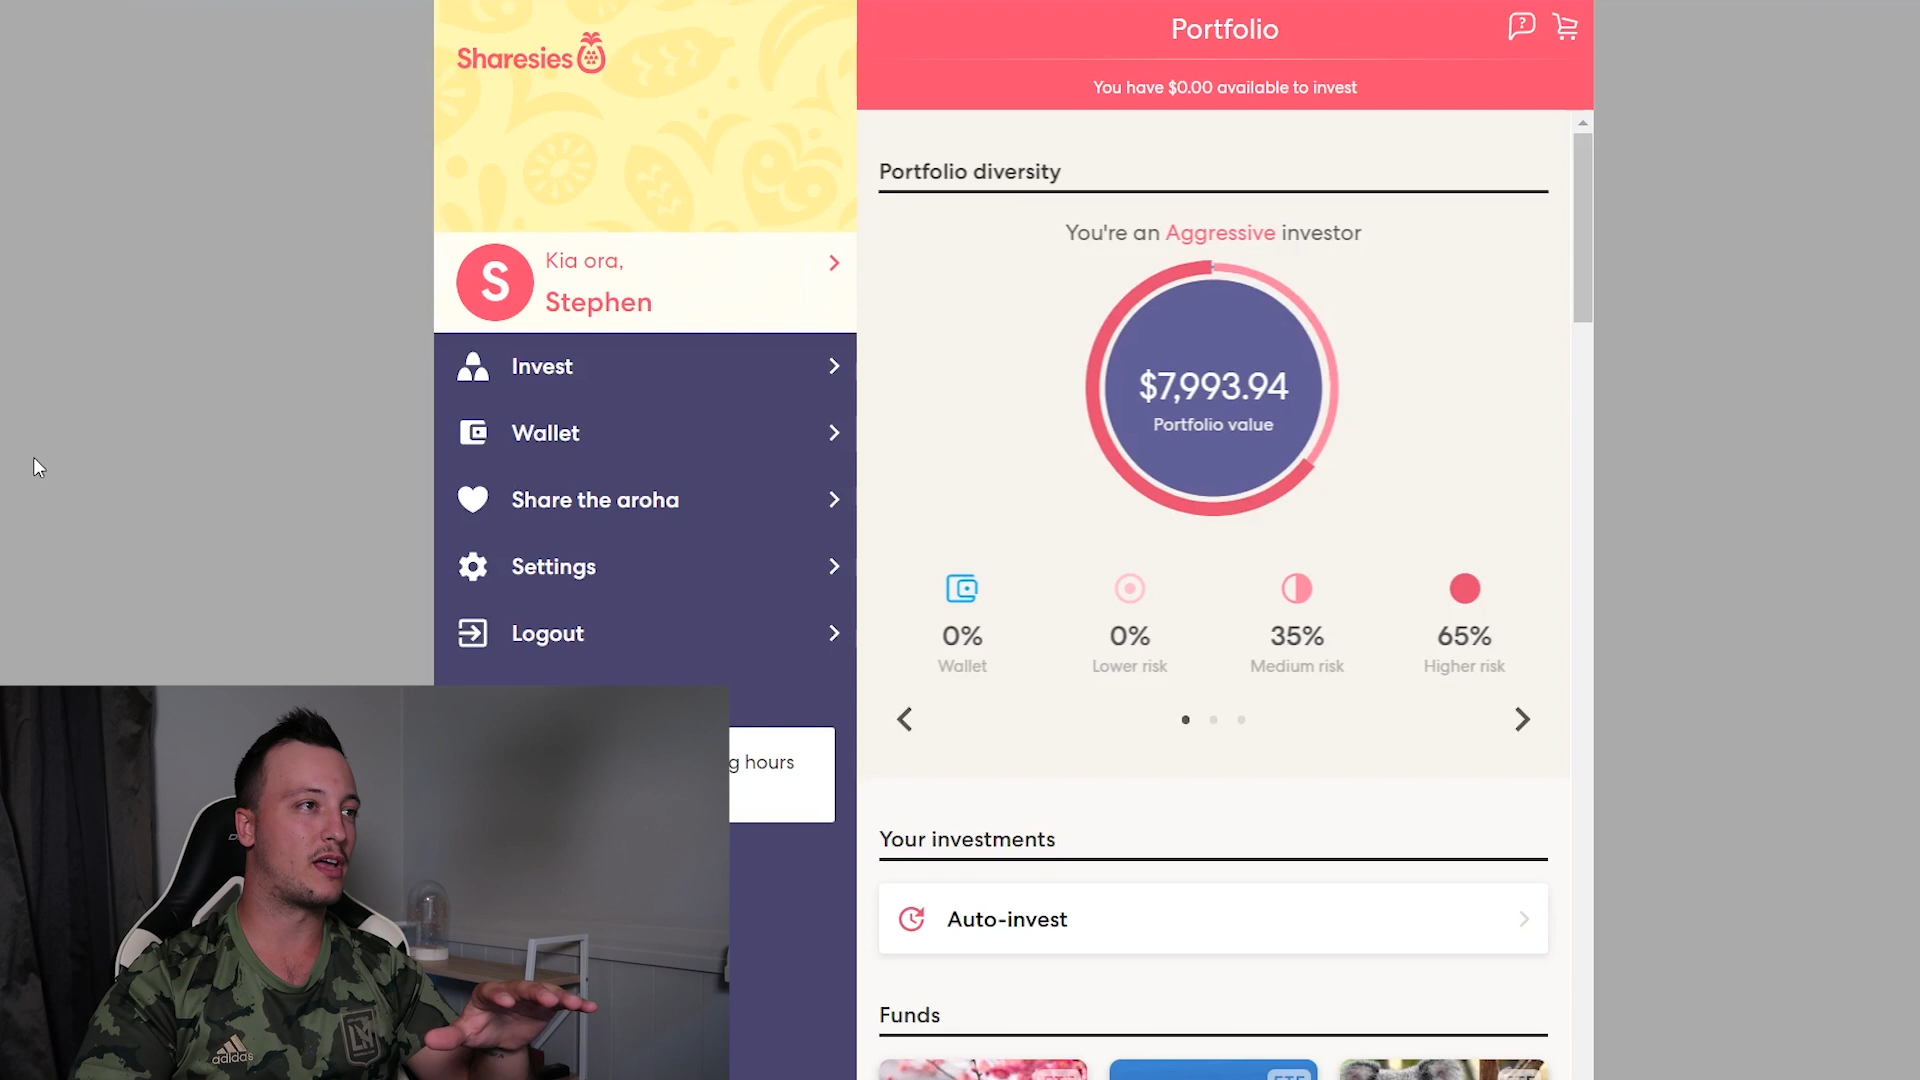 Sharesies
Kia ora,
S
Stephen
Invest
Wallet
Share the aroha
Settings
Logout
g hours
Portfolio
You have $0.00 available to invest
Portfolio diversity
You're an Aggressive investor
$7,993.94
Portfolio value
0%
Wallet
0%
Lower risk
35%
Medium risk
65%
Higher risk
Your investments
Auto-invest
Funds
adidas